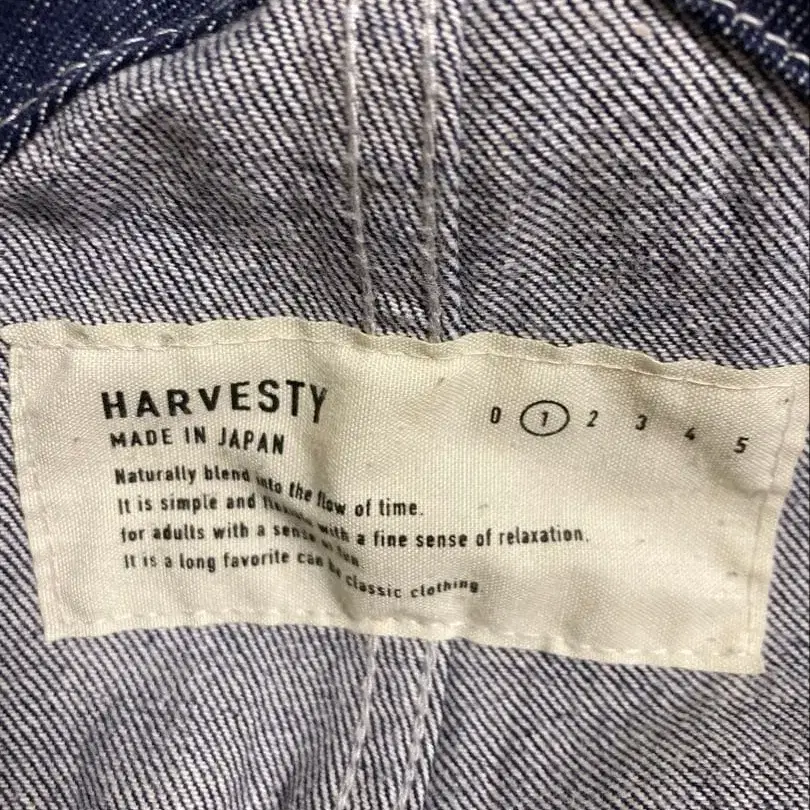 HARVESTY
MADE IN JAPAN
0 1 2 3 4 5
Naturally blend into the flow of time.
It is simple and with a fine sense of relaxation.
for adults with a sense of fun
It is a long favorite can be classic clothing.